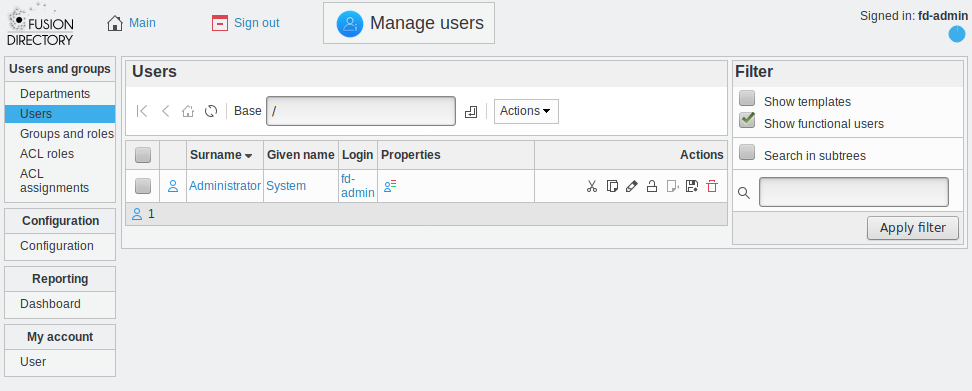 FUSION
DIRECTORY
Main
Sign out
Manage users
Signed in: fd-admin
Users and groups
Departments
Users
Groups and roles
ACL roles
ACL
assignments
Configuration
Configuration
Reporting
Dashboard
My account
User
Users
Base
/
Actions
Surname Given name Login Properties Actions
Administrator System fd-
admin
1
Filter
Show templates
Show functional users
Search in subtrees
Apply filter